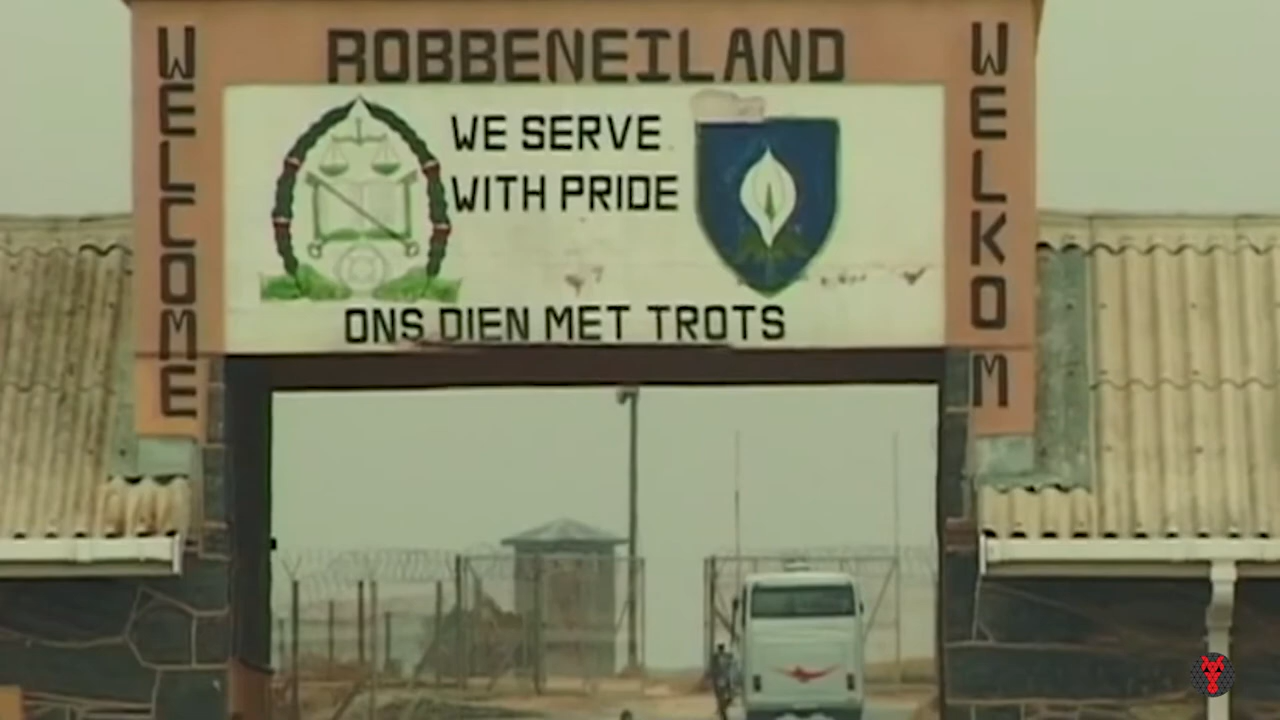 ROBBENEILAND
WELCOME
WE SERVE
WITH PRIDE
ONS DIEN MET TROTS
WELKOM